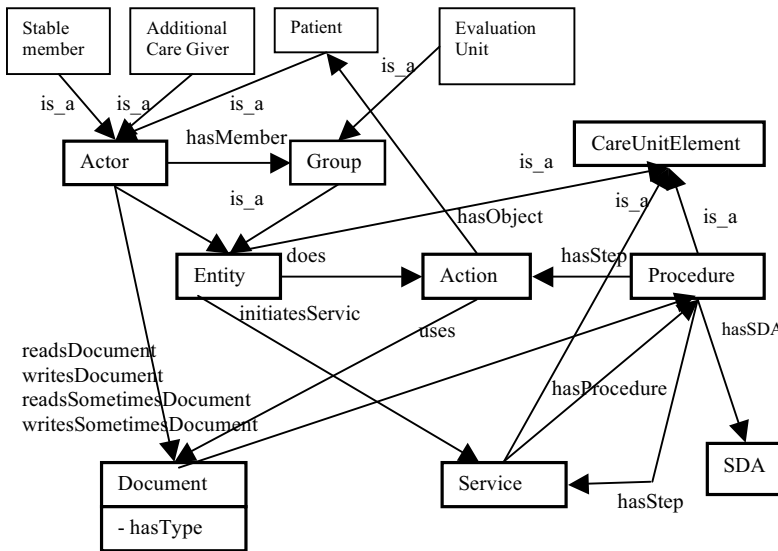 Stable
member
Additional
Care Giver
Patient
Evaluation
Unit
is_a
is_a
is_a
is_a
hasMember
Actor
Group
CareUnitElement
is_a
is_a
hasObject
is_a
is_a
does
hasStep
Entity
Action
Procedure
initiatesServic
uses
hasSDA
readsDocument
writesDocument
readsSometimesDocument
writesSometimesDocument
hasProcedure
Document
- hasType
Service
hasStep
SDA